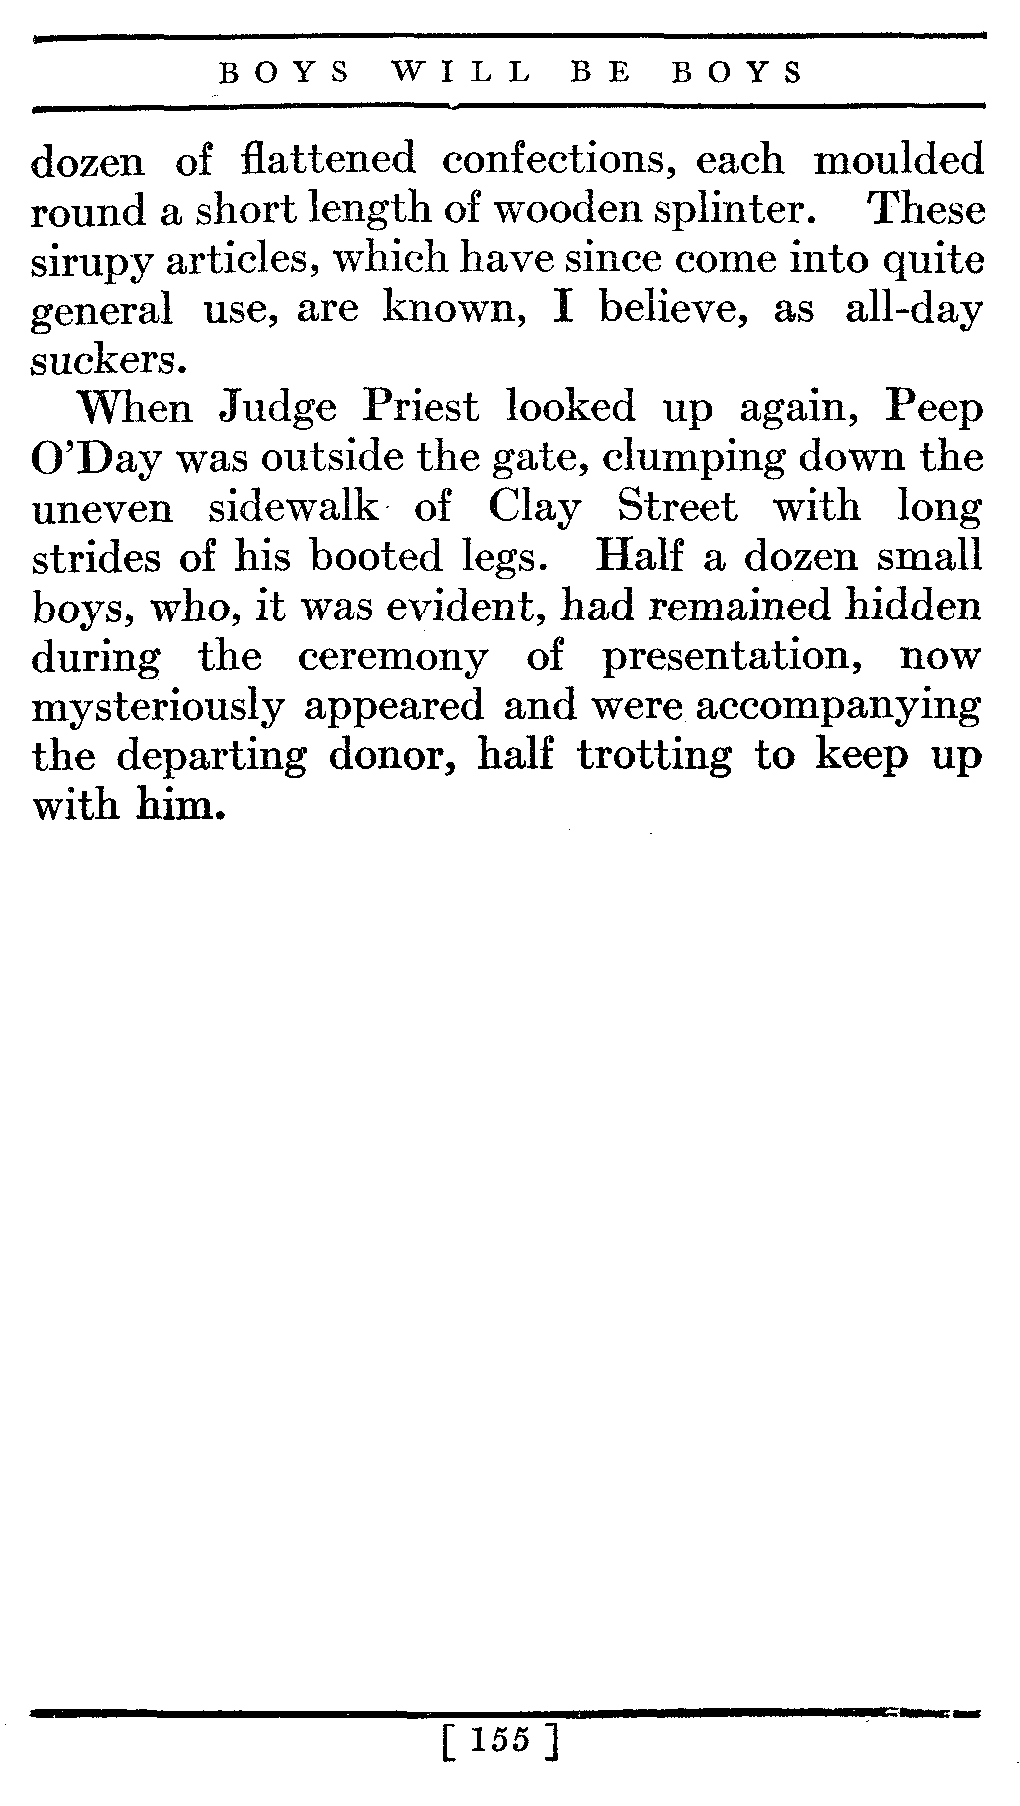 BOYS WILL BE BOYS
dozen of flattened confections, each moulded
round a short length of wooden splinter. These
sirupy articles, which have since come into quite
general use, are known, I believe, as all-day
suckers.
When Judge Priest looked up again, Peep
O'Day was outside the gate, clumping down the
uneven sidewalk of Clay Street with long
strides of his booted legs. Half a dozen small
boys, who, it was evident, had remained hidden
during the ceremony of presentation, now
mysteriously appeared and were accompanying
the departing donor, half trotting to keep up
with him.
[ 155 ]